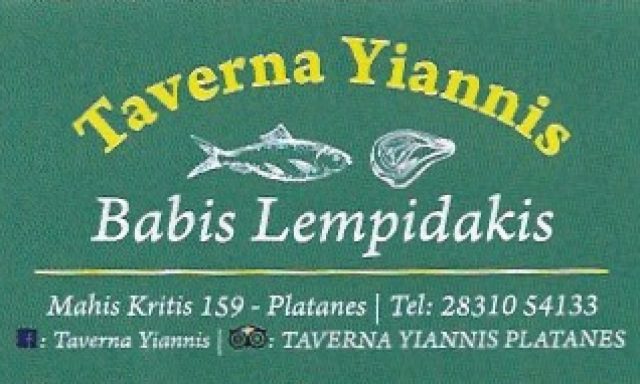 Taverna Yiannis
Babis Lempidakis
Mahis Kritis 159 - Platanes | Tel: 28310 54133
f: Taverna Yiannis | : TAVERNA YIANNIS PLATANES